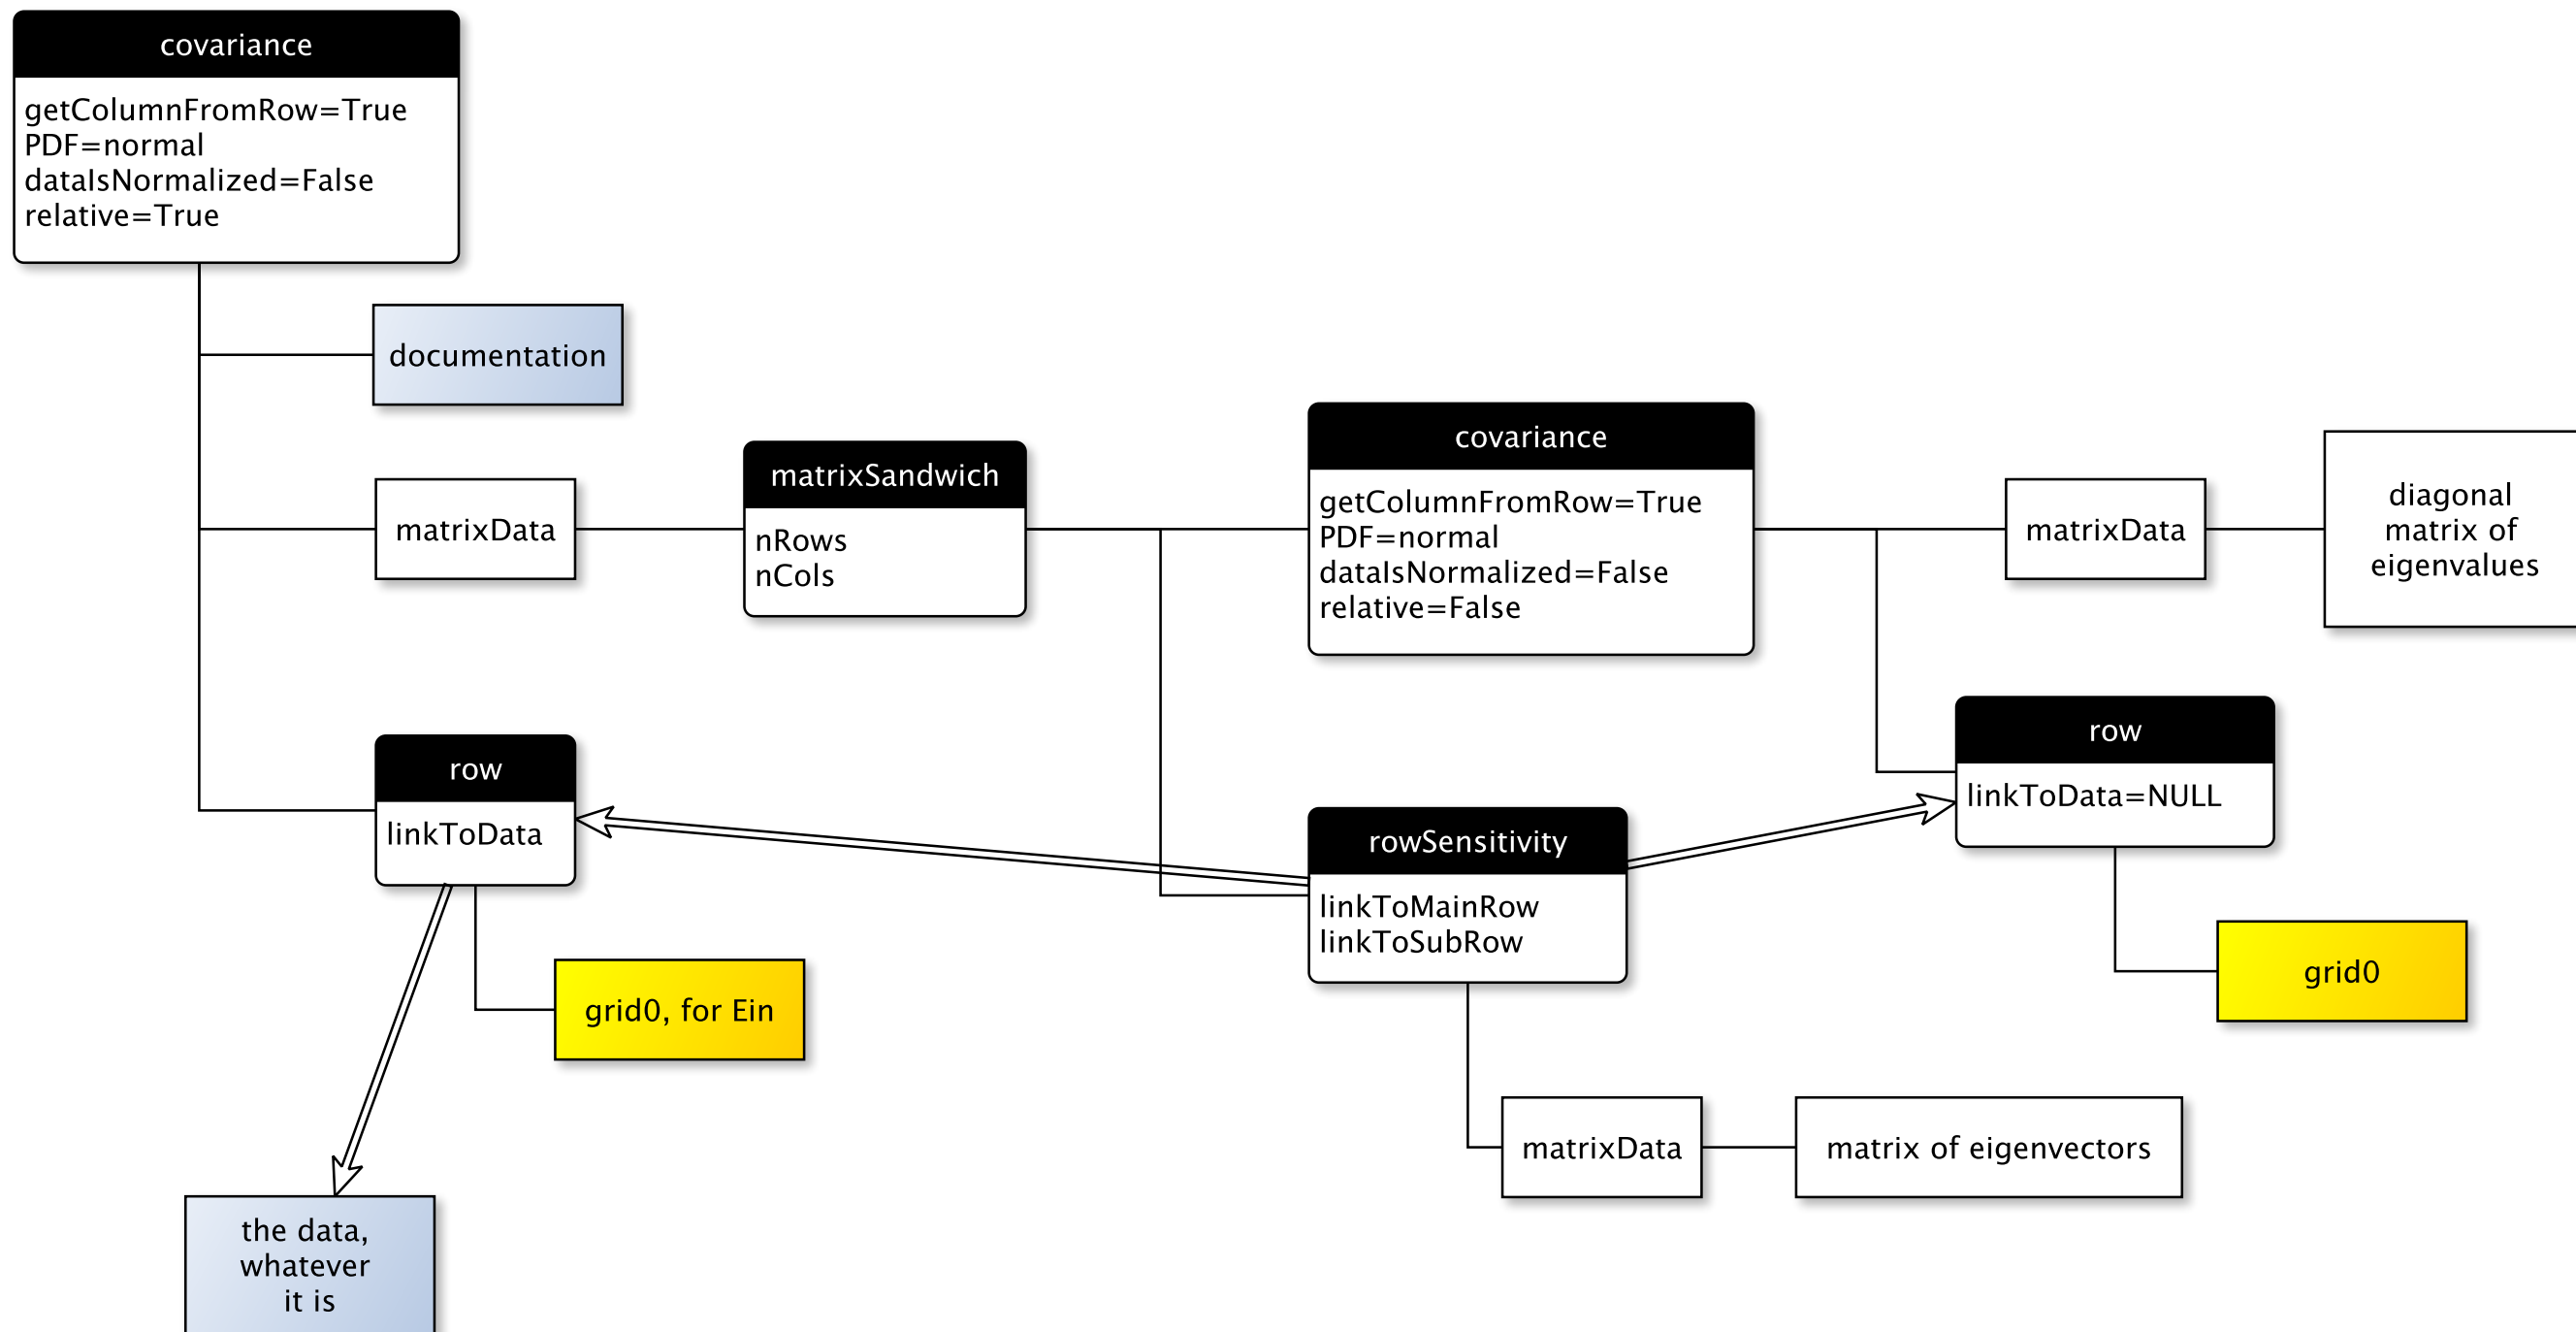 covariance
getColumnFromRow=True
PDF=normal
dataIsNormalized=False
relative=True
documentation
matrixData
matrixSandwich
nRows
nCols
covariance
getColumnFromRow=True
PDF=normal
dataIsNormalized=False
relative=False
matrixData
diagonal
matrix of
eigenvalues
row
linkToData
row
linkToData=NULL
rowSensitivity
linkToMainRow
linkToSubRow
grid0, for Ein
grid0
matrixData
matrix of eigenvectors
the data,
whatever
it is